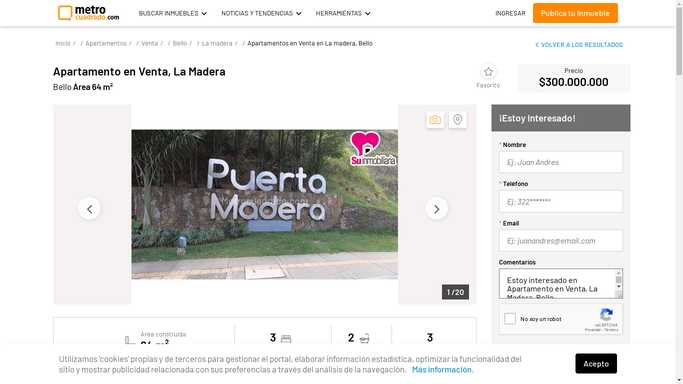 metro
cuadrado.com
BUSCAR INMUEBLES
NOTICIAS Y TENDENCIAS
HERRAMIENTAS
INGRESAR
Publica tu Inmueble
Inicio / / Apartamentos / / Venta / / Bello / / La madera / / Apartamentos en Venta en La madera, Bello
VOLVER A LOS RESULTADOS
Apartamento en Venta, La Madera
Bello Area 64 m²
Favorito
Precio
$300.000.000
Su inmobiliaria
Puerta
Madera
1 / 20
¡Estoy Interesado!
* Nombre
Ej: Juan Andres
* Telefono
Ej: 322*******
* Email
Ej: juanandres@email.com
Comentarios
Estoy interesado en
Apartamento en Venta, La
Madera, Bello
No soy un robot
reCAPTCHA
Privacidad - Términos
Área construida
64 m²
3
2
3
Utilizamos 'cookies' propias y de terceros para gestionar el portal, elaborar información estadística, optimizar la funcionalidad del
sitio y mostrar publicidad relacionada con sus preferencias a través del análisis de la navegación. Más información.
Acepto